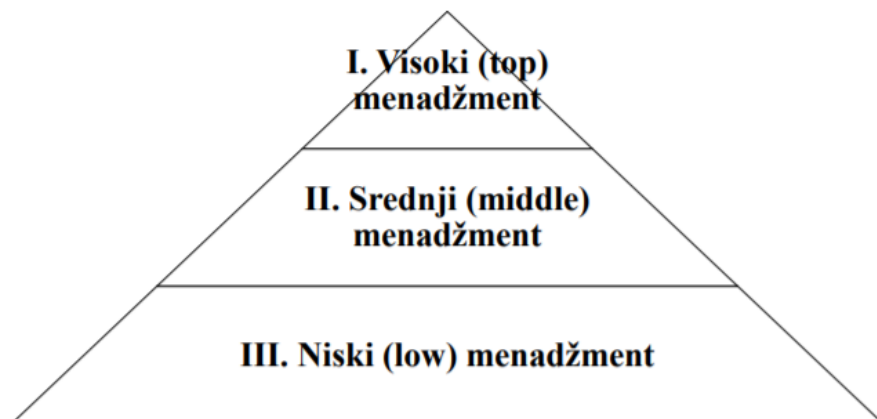 I. Visoki (top)
menadžment
II. Srednji (middle)
menadžment
III. Niski (low) menadžment